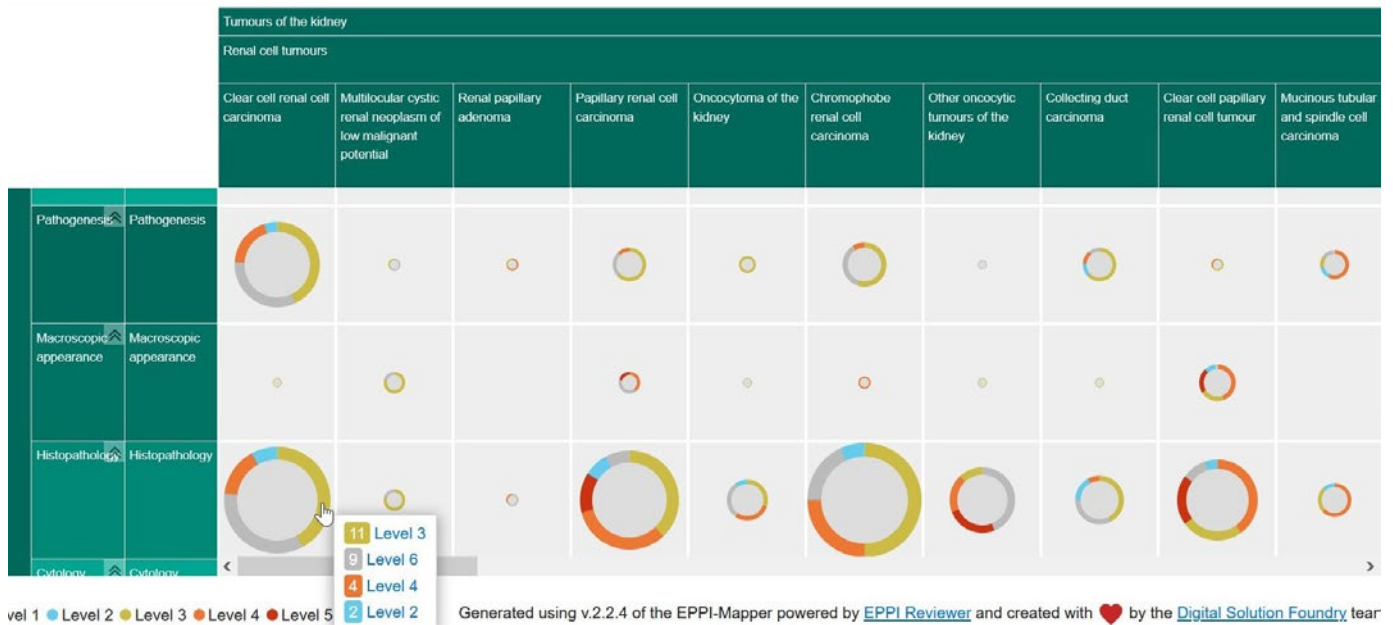 Tumours of the kidney
Renal cell tumours
Clear cell renal cell
carcinoma
Multilocular cystic
renal neoplasm of
low malignant
potential
Renal papillary
adenoma
Papillary renal cell
carcinoma
Oncocytoma of the
kidney
Chromophobe
renal cell
carcinoma
Other oncocytic
tumours of the
kidney
Collecting duct
carcinoma
Clear cell papillary
renal cell tumour
Mucinous tubular
and spindle cell
carcinoma
Pathogenesis Pathogenesis
Macroscopic
appearance
Macroscopic
appearance
Histopathology Histopathology
11 Level 3
9 Level 6
4 Level 4
2 Level 2
Cytology Cytology
vel 1 Level 2 Level 3 Level 4 Level 5
Generated using v.2.2.4 of the EPPI-Mapper powered by EPPI Reviewer and created with by the Digital Solution Foundry tear